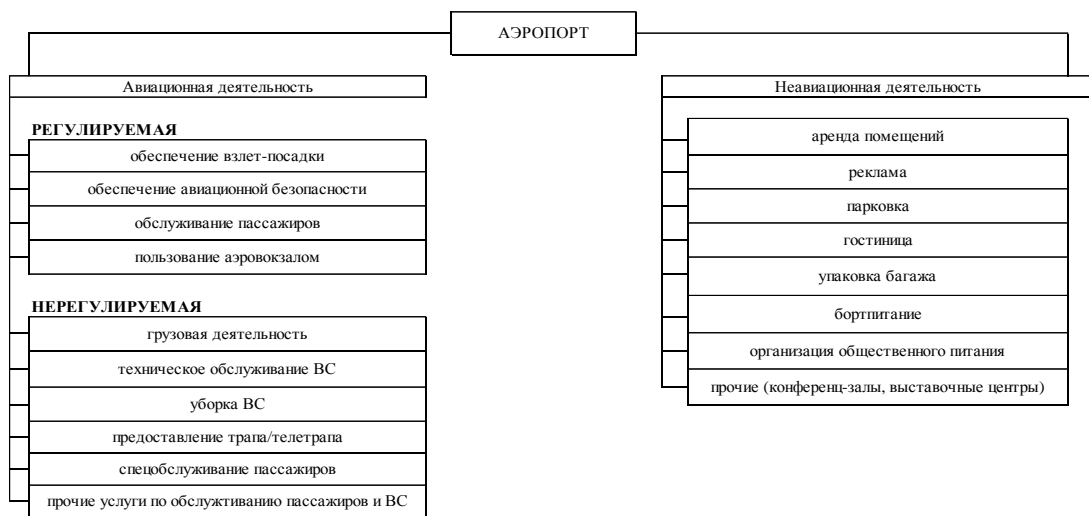 АЭРОПОРТ
Авиационная деятельность
РЕГУЛИРУЕМАЯ
обеспечение взлет-посадки
обеспечение авиационной безопасности
обслуживание пассажиров
пользование аэровокзалом
НЕРЕГУЛИРУЕМАЯ
грузовая деятельность
техническое обслуживание ВС
уборка ВС
предоставление трапа/телетрапа
спецобслуживание пассажиров
прочие услуги по обслужтиванию пассажиров и ВС
Неавиационная деятельность
аренда помещений
реклама
парковка
гостиница
упаковка багажа
бортпитание
организация общественного питания
прочие (конференц-залы, выставочные центры)